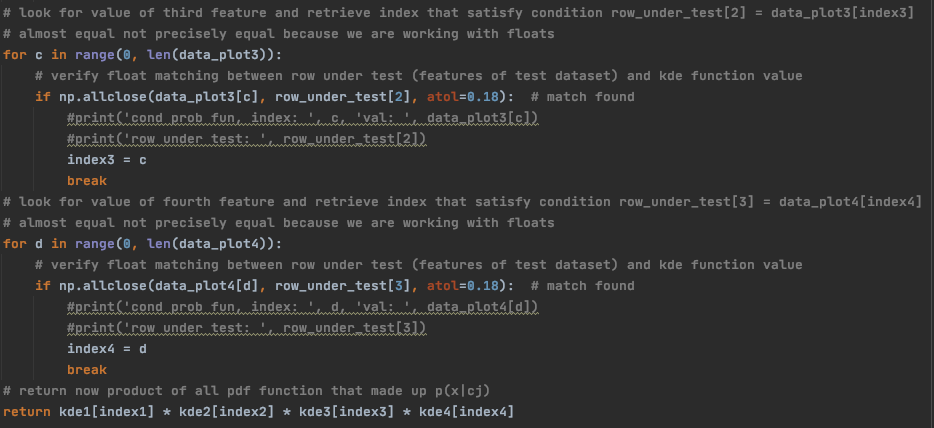 # look for value of third feature and retrieve index that satisfy condition row_under_test[2] = data_plot3[index3]
# almost equal not precisely equal because we are working with floats
for c in range(0, len(data_plot3)):
    # verify float matching between row under test (features of test dataset) and kde function value
    if np.allclose(data_plot3[c], row_under_test[2], atol=0.18):  # match found
        #print('cond prob fun, index: ', c, 'val: ', data_plot3[c])
        #print('row under test: ', row_under_test[2])
        index3 = c
        break
# look for value of fourth feature and retrieve index that satisfy condition row_under_test[3] = data_plot4[index4]
# almost equal not precisely equal because we are working with floats
for d in range(0, len(data_plot4)):
    # verify float matching between row under test (features of test dataset) and kde function value
    if np.allclose(data_plot4[d], row_under_test[3], atol=0.18):  # match found
        #print('cond prob fun, index: ', d, 'val: ', data_plot4[d])
        #print('row under test: ', row_under_test[3])
        index4 = d
        break
# return now product of all pdf function that made up p(x|cj)
return kde1[index1] * kde2[index2] * kde3[index3] * kde4[index4]